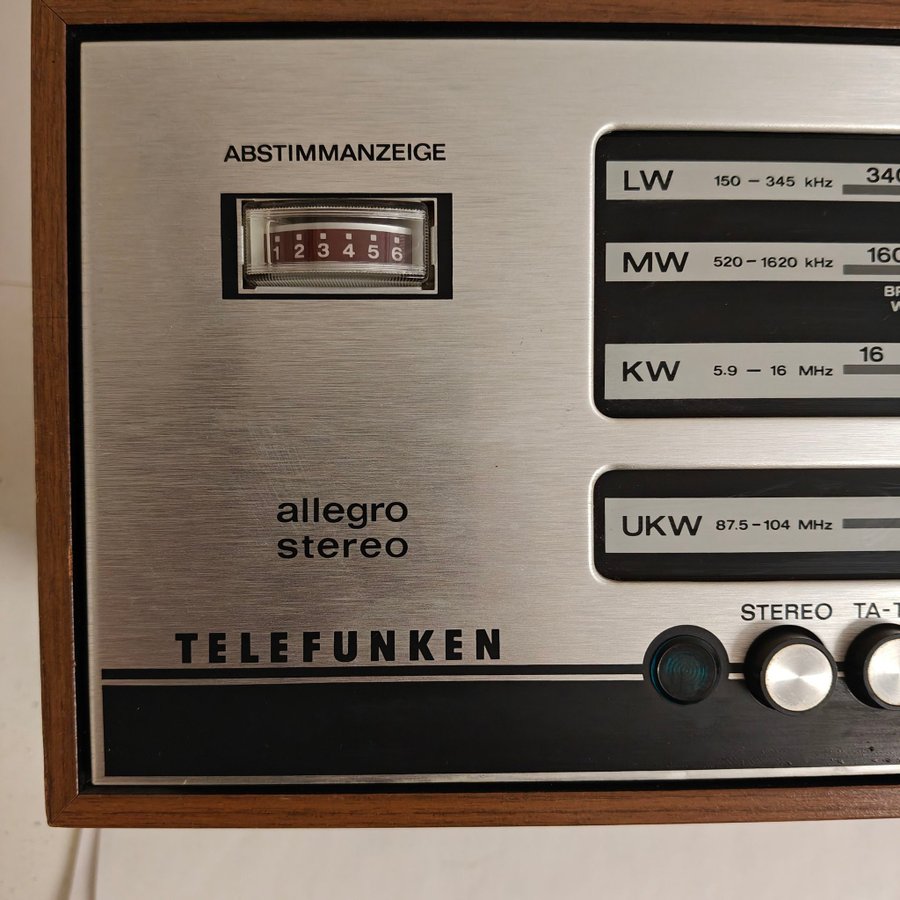 ABSTIMMANZEIGE
1 2 3 4 5 6
LW 150 – 345 kHz
MW 520-1620 kHz
KW 5.9 – 16 MHz 16
allegro
stereo
UKW 87.5-104 MHz
STEREO
TELEFUNKEN